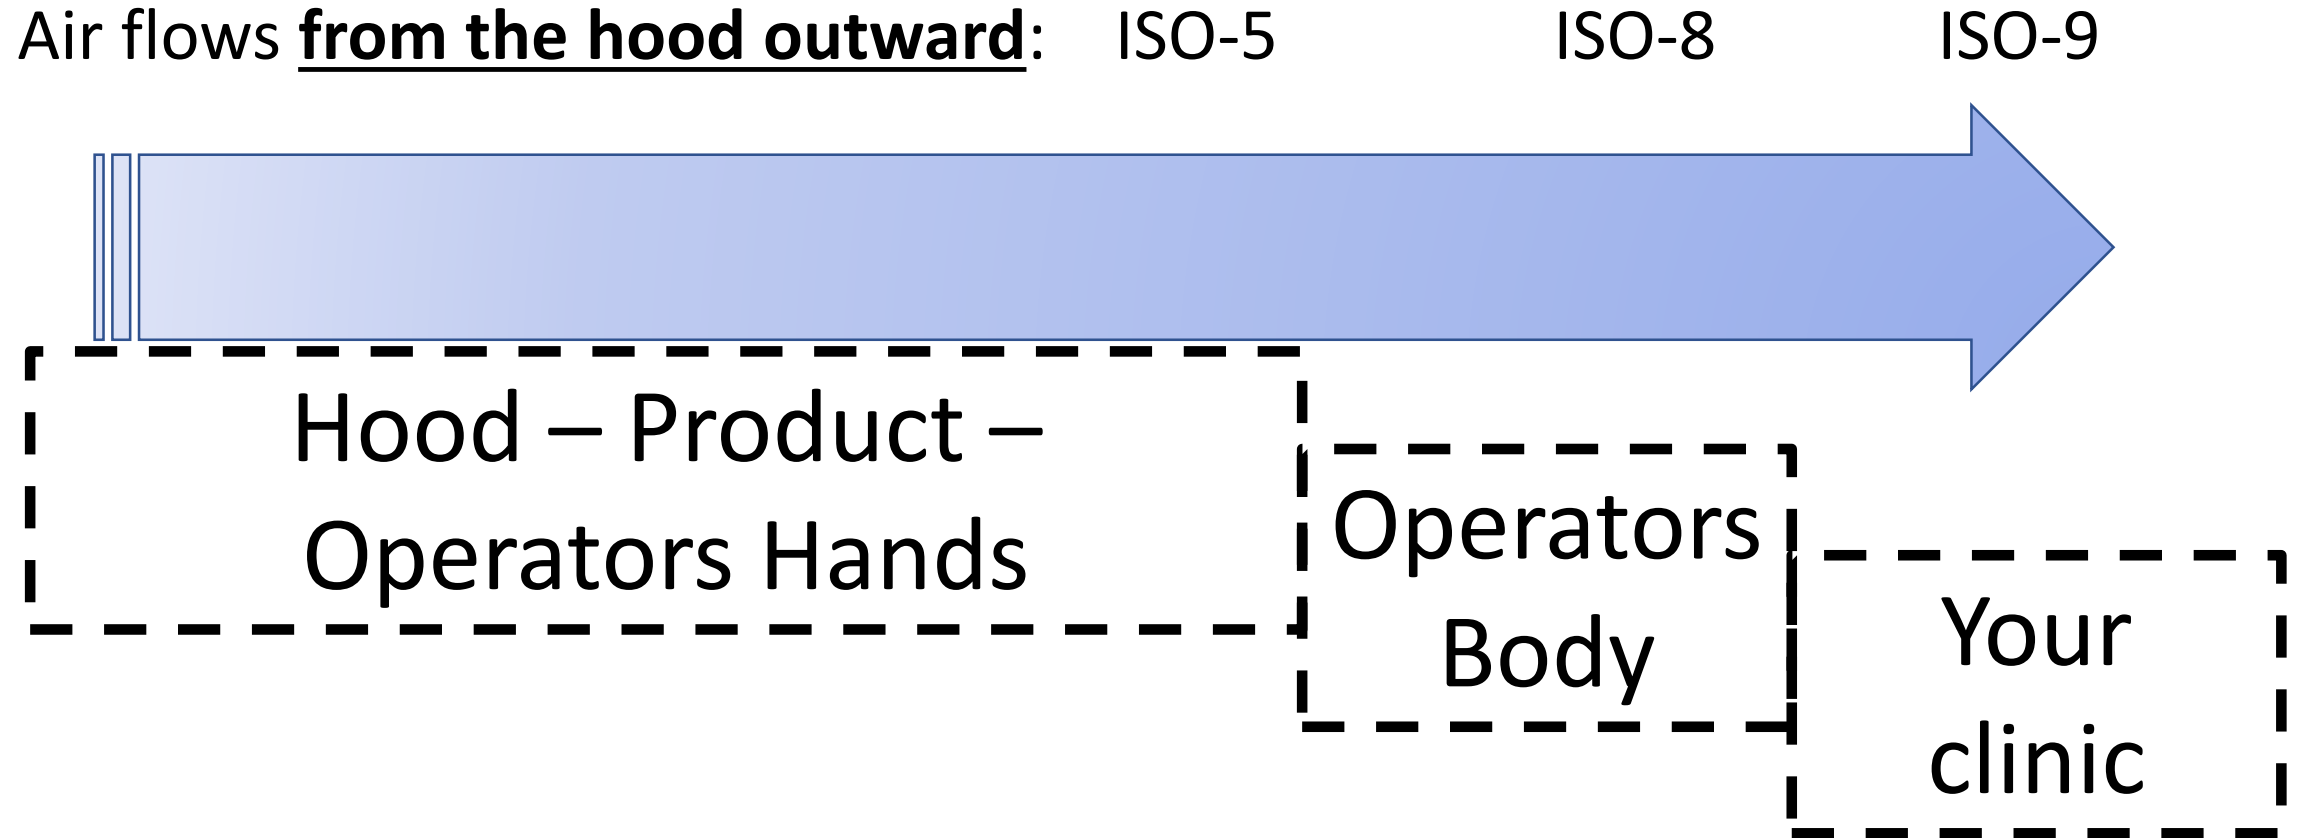 Air flows from the hood outward: ISO-5 ISO-8 ISO-9
Hood – Product –
Operators Hands
Operators
Body
Your
clinic